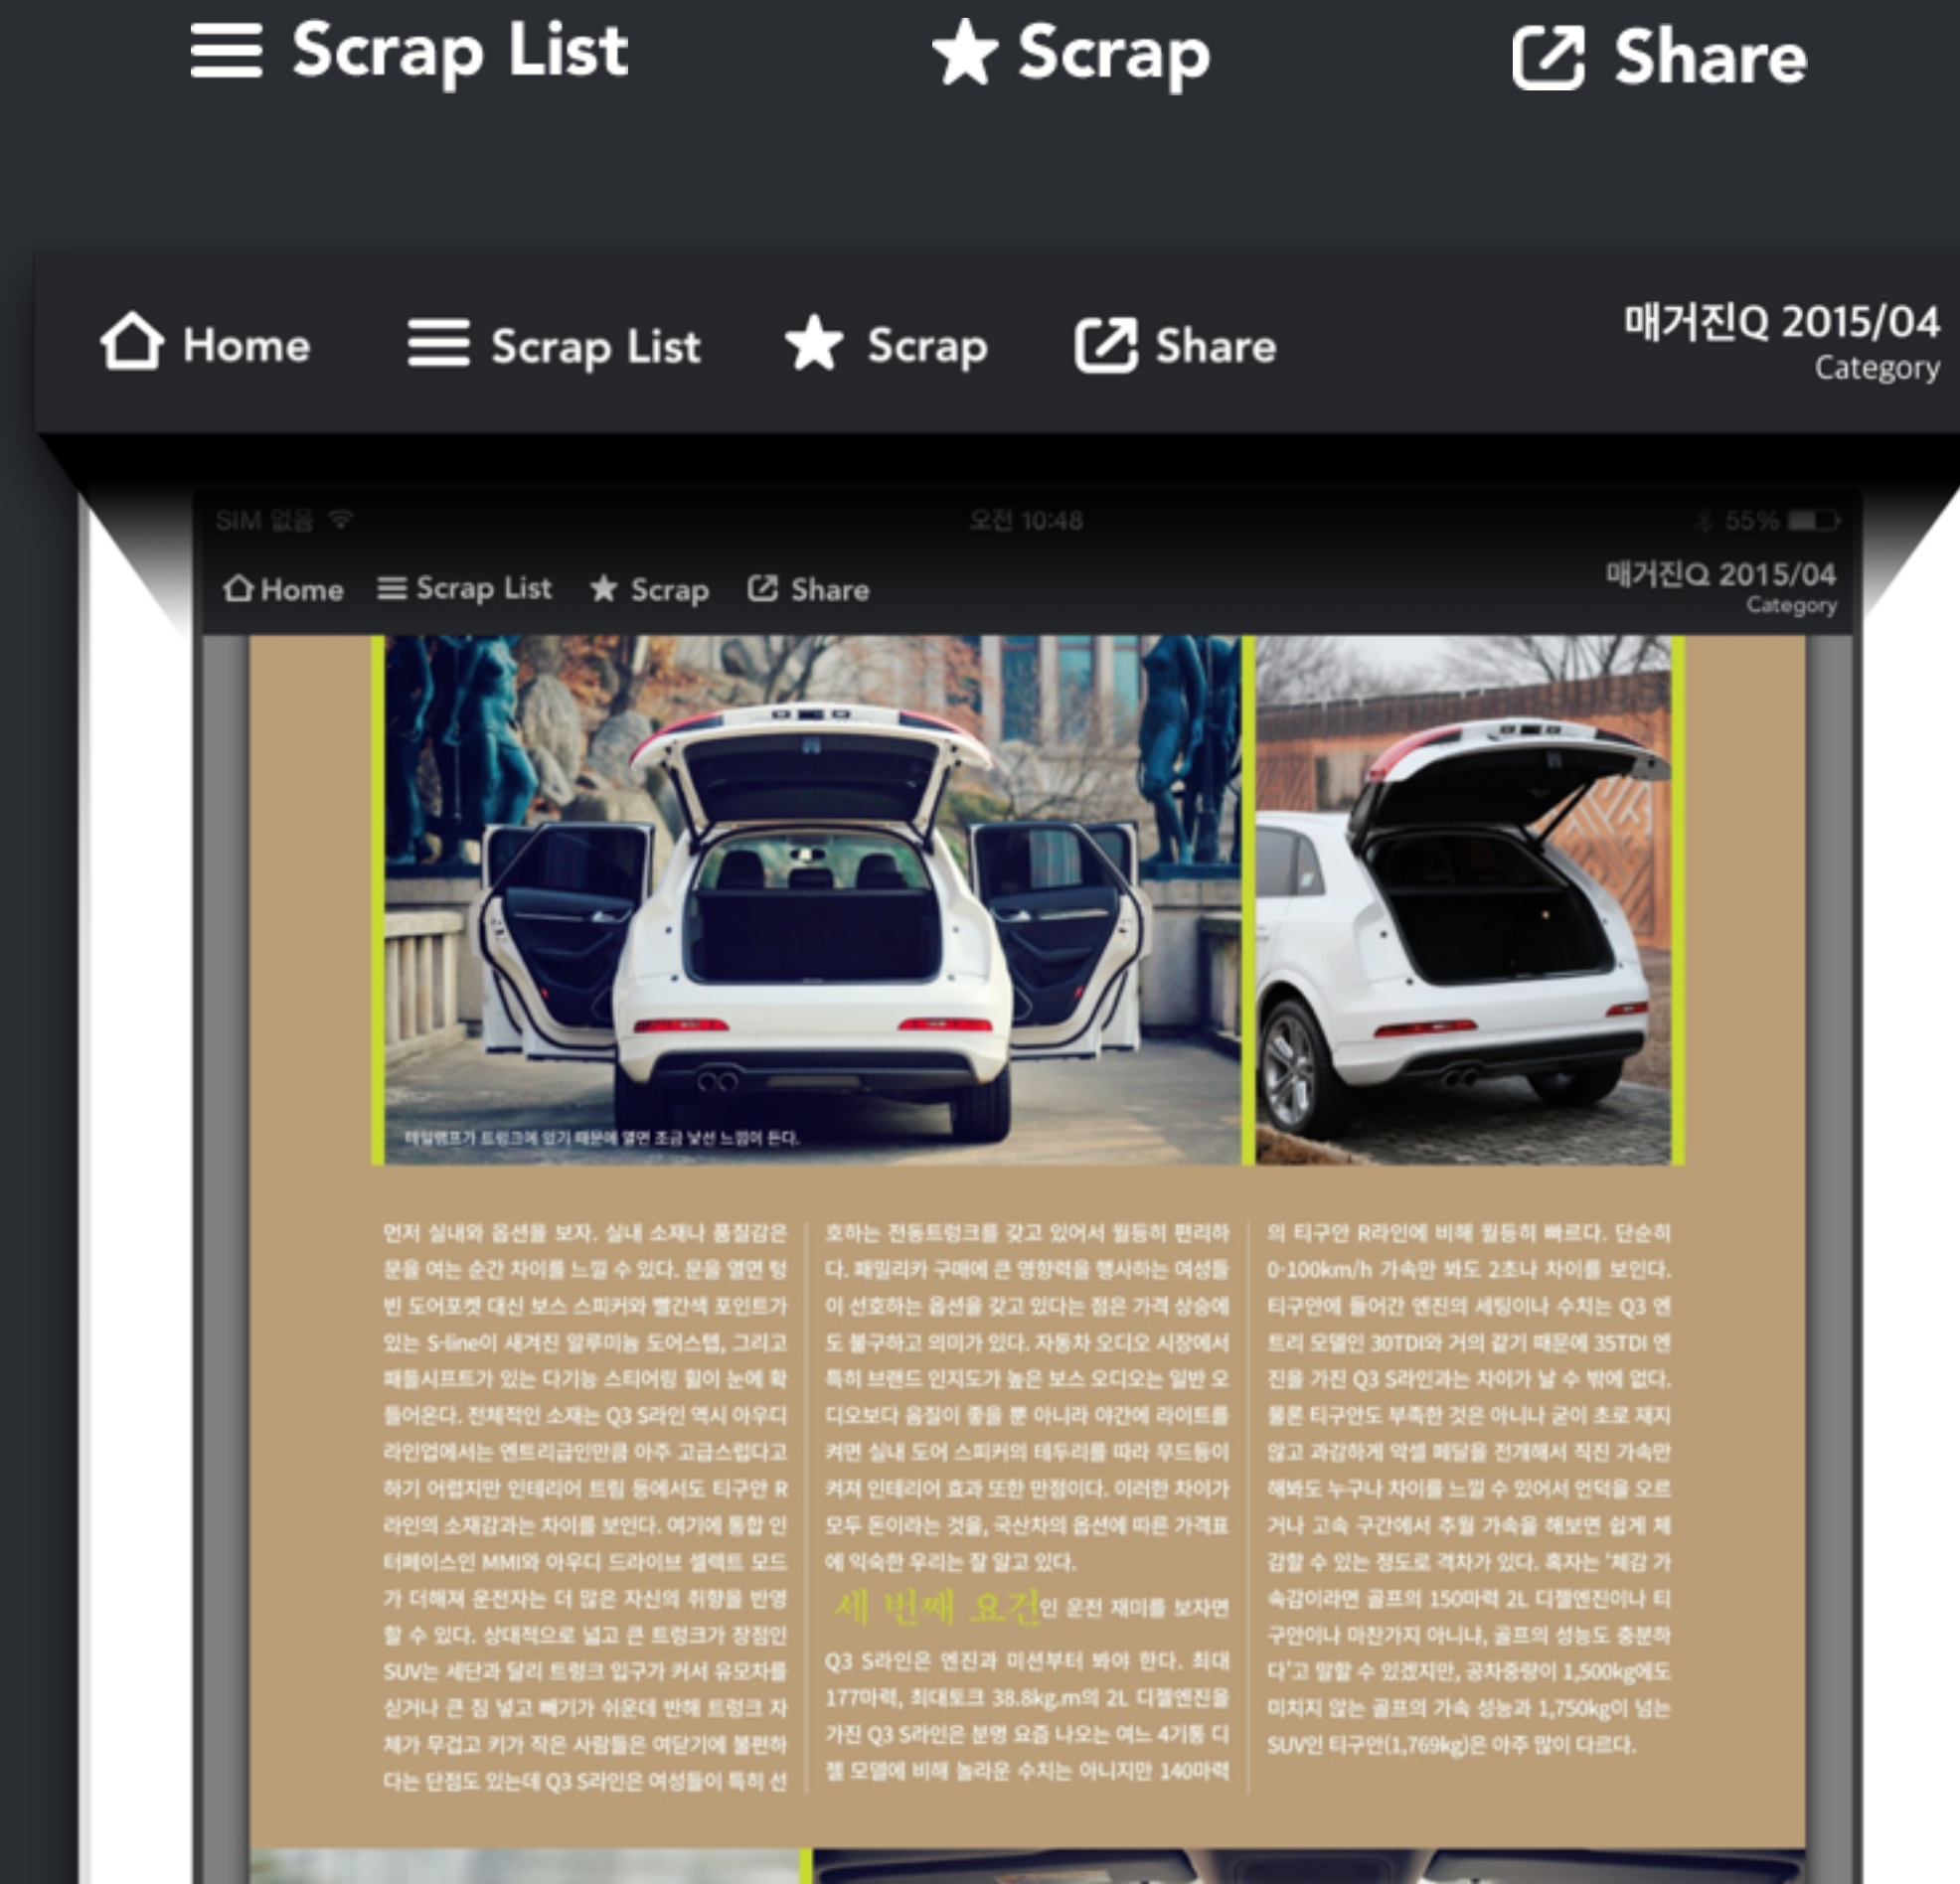 Scrap List
Scrap
Share
Home
Scrap List
Scrap
Share
매거진Q 2015/04
Category
SIM 없음
오전 10:48
55%
Home
Scrap List
Scrap
Share
매거진Q 2015/04
Category
테일램프가 트렁크에 있기 때문에 열면 조금 낯선 느낌이 든다.
먼저 실내와 옵션을 보자. 실내 소재나 품질감은
문을 여는 순간 차이를 느낄 수 있다. 문을 열면 텅
빈 도어포켓 대신 보스 스피커와 빨간색 포인트가
있는 S-line이 새겨진 알루미늄 도어스텝, 그리고
패들시프트가 있는 다기능 스티어링 휠이 눈에 확
들어온다. 전체적인 소재는 Q3 S라인 역시 아우디
라인업에서는 엔트리급인만큼 아주 고급스럽다고
하기 어렵지만 인테리어 트림 등에서도 티구안 R
라인의 소재감과는 차이를 보인다. 여기에 통합 인
터페이스인 MMI와 아우디 드라이브 셀렉트 모드
가 더해져 운전자는 더 많은 자신의 취향을 반영
할 수 있다. 상대적으로 넓고 큰 트렁크가 장점인
SUV는 세단과 달리 트렁크 입구가 커서 유모차를
싣거나 큰 짐 넣고 빼기가 쉬운데 반해 트렁크 자
체가 무겁고 키가 작은 사람들은 여닫기에 불편하
다는 단점도 있는데 Q3 S라인은 여성들이 특히 선
호하는 전동트렁크를 갖고 있어서 월등히 편리하
다. 패밀리카 구매에 큰 영향력을 행사하는 여성들
이 선호하는 옵션을 갖고 있다는 점은 가격 상승에
도 불구하고 의미가 있다. 자동차 오디오 시장에서
특히 브랜드 인지도가 높은 보스 오디오는 일반 오
디오보다 음질이 좋을 뿐 아니라 야간에 라이트를
켜면 실내 도어 스피커의 테두리를 따라 무드등이
켜져 인테리어 효과 또한 만점이다. 이러한 차이가
모두 돈이라는 것을, 국산차의 옵션에 따른 가격표
에 익숙한 우리는 잘 알고 있다.
세 번째 요건인 운전 재미를 보자면
Q3 S라인은 엔진과 미션부터 봐야 한다. 최대
177마력, 최대토크 38.8kg.m의 2L 디젤엔진을
가진 Q3 S라인은 분명 요즘 나오는 여느 4기통 디
젤 모델에 비해 놀라운 수치는 아니지만 140마력
의 티구안 R라인에 비해 월등히 빠르다. 단순히
0-100km/h 가속만 봐도 2초나 차이를 보인다.
티구안에 들어간 엔진의 세팅이나 수치는 Q3 엔
트리 모델인 30TDI와 거의 같기 때문에 35TDI 엔
진을 가진 Q3 S라인과는 차이가 날 수 밖에 없다.
물론 티구안도 부족한 것은 아니나 굳이 초로 재지
않고 과감하게 악셀 페달을 전개해서 직진 가속만
해봐도 누구나 차이를 느낄 수 있어서 언덕을 오르
거나 고속 구간에서 추월 가속을 해보면 쉽게 체
감할 수 있는 정도로 격차가 있다. 혹자는 '체감 가
속감이라면 골프의 150마력 2L 디젤엔진이나 티
구안이나 마찬가지 아니냐, 골프의 성능도 충분하
다'고 말할 수 있겠지만, 공차중량이 1,500kg에도
미치지 않는 골프의 가속 성능과 1,750kg이 넘는
SUV인 티구안(1,769kg)은 아주 많이 다르다.